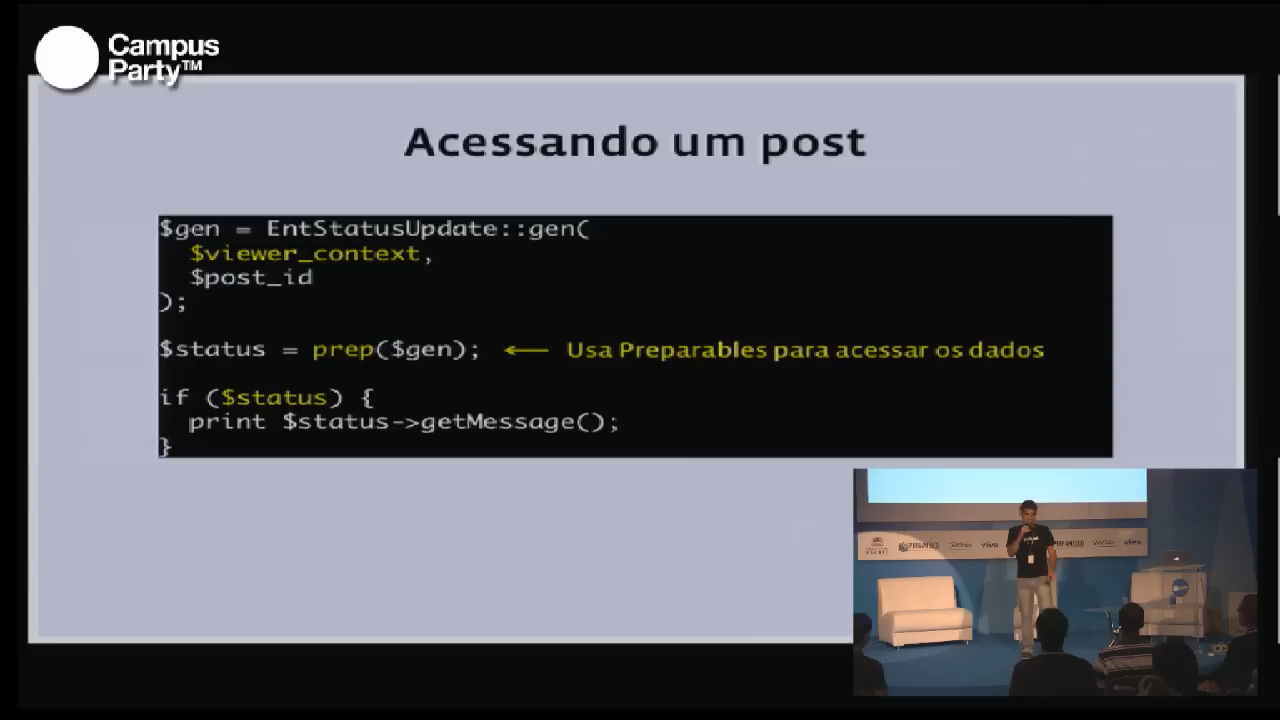 Campus
Party™
Acessando um post
$gen = EntStatusUpdate::gen(
  $viewer_context,
  $post_id
);
$status = prep($gen); ← Usa Preparables para acessar os dados
if ($status) {
  print $status->getMessage();
}